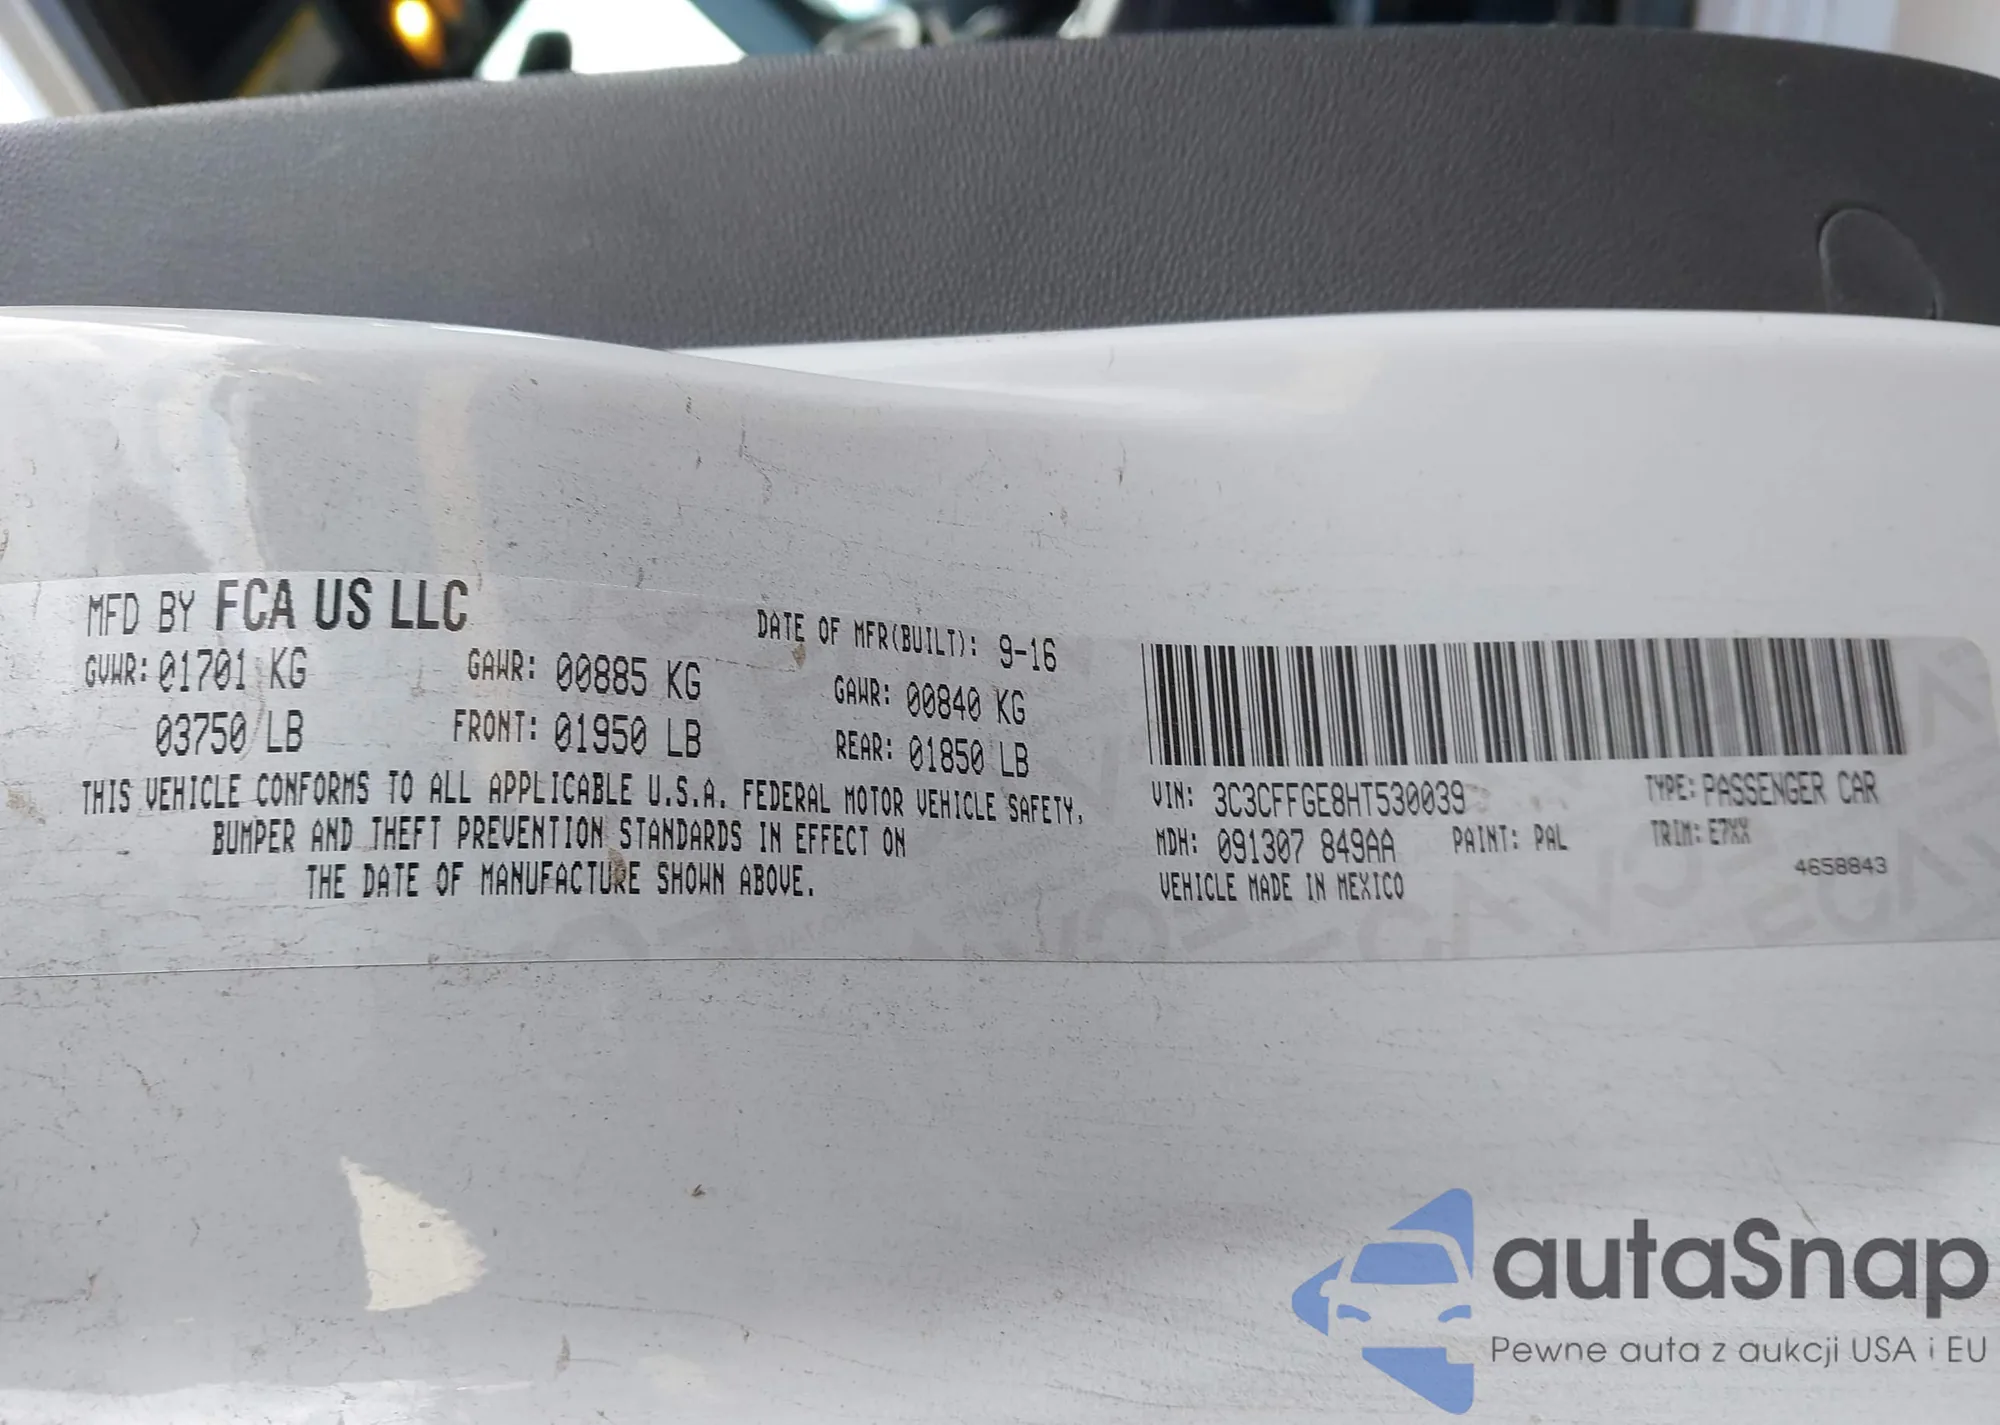 MFD BY FCA US LLC
DATE OF MFR(BUILT): 9-16
GVWR: 01701 KG
03750 LB
GAWR: 00885 KG
FRONT: 01950 LB
GAWR: 00840 KG
REAR: 01850 LB
THIS VEHICLE CONFORMS TO ALL APPLICABLE U.S.A. FEDERAL MOTOR VEHICLE SAFETY,
BUMPER AND THEFT PREVENTION STANDARDS IN EFFECT ON
THE DATE OF MANUFACTURE SHOWN ABOVE.
VIN: 3C3CFFGE8HT530039
TYPE: PASSENGER CAR
MDH: 091307 849AA
PAINT: PAL
TRIM: E7XX
VEHICLE MADE IN MEXICO
4658843
autaSnap
Pewne auta z aukcji USA i EU